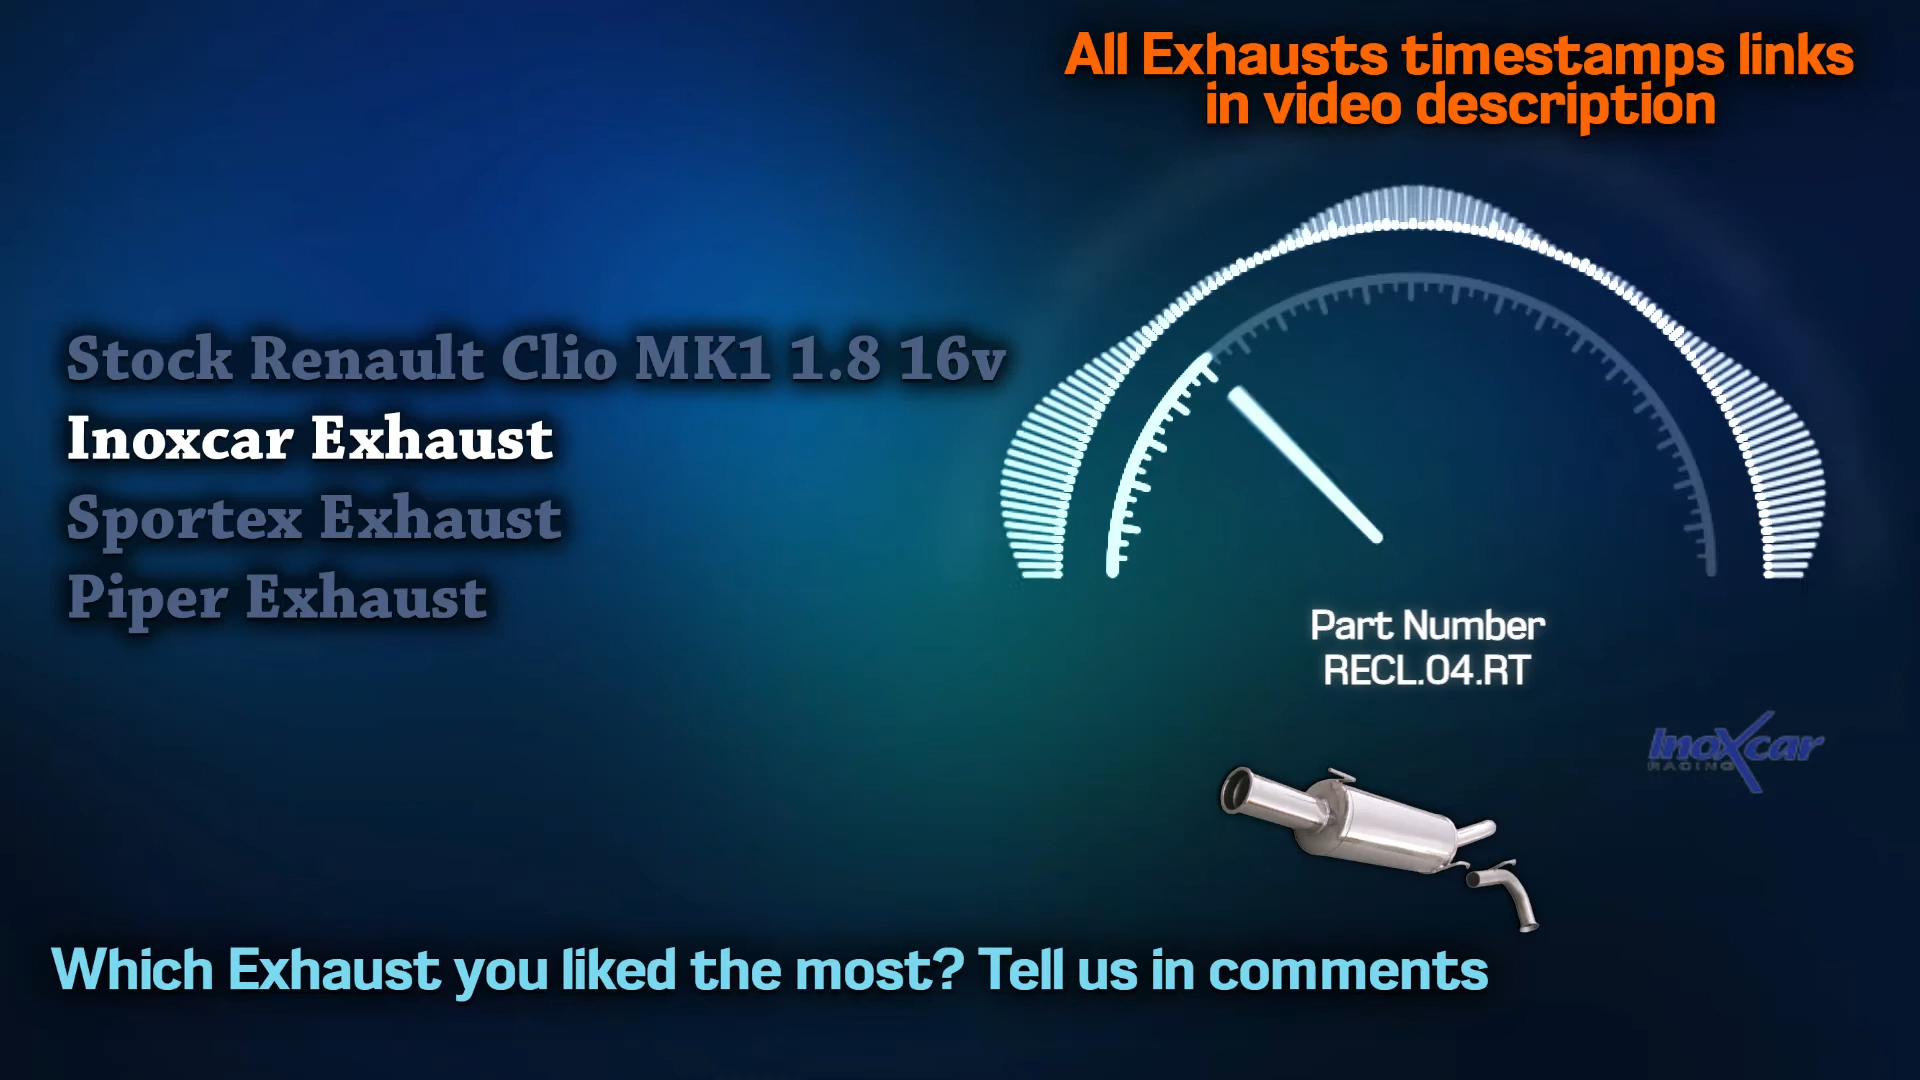 All Exhausts timestamps links
in video description
Stock Renault Clio MK1 1.8 16v
Inoxcar Exhaust
Sportex Exhaust
Piper Exhaust
Part Number
RECL.04.RT
InoXcar
RACING
Which Exhaust you liked the most? Tell us in comments